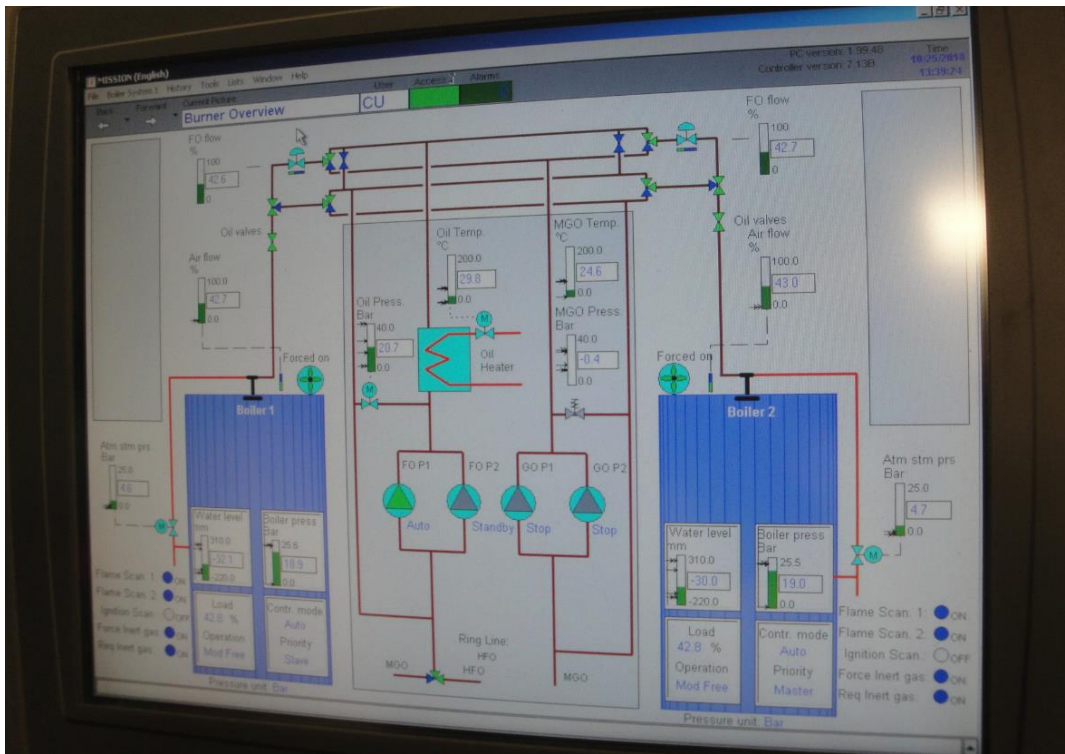 MISSION (English)
File Boiler System 1 History Tools Lists Window Help
Back Forward
Current Picture
Burner Overview
User
CU
Access
Alarms
PC version: 1.99.4B
Controller version: 2.13B
Time
10/25/2018
13:39:24
FO flow
%
100
42.6
0
Oil valves
Air flow
%
100.0
42.7
0.0
Forced on
Boiler 1
Atm stm prs
Bar
25.0
4.6
0.0
Water level
mm
310.0
-32.1
-220.0
Boiler press
Bar
25.5
18.9
0.0
Load
42.8 %
Operation
Mod Free
Contr. mode
Auto
Priority
Slave
Flame Scan. 1: ON
Flame Scan. 2: ON
Ignition Scan.: OFF
Force Inert gas: ON
Req Inert gas: ON
Pressure unit: Bar
Oil Temp.
°C
200.0
29.8
0.0
Oil Press.
Bar
40.0
20.7
0.0
M
M
Oil
Heater
MGO Temp.
°C
200.0
24.6
0.0
MGO Press.
Bar
40.0
-0.4
0.0
FO P1
Auto
FO P2
Standby
GO P1
Stop
GO P2
Stop
Ring Line:
HFO
MGO
HFO
MGO
FO flow
%
100
42.7
0
Oil valves
Air flow
%
100.0
43.0
0.0
Forced on
Boiler 2
Atm stm prs
Bar
25.0
4.7
0.0
M
M
Water level
mm
310.0
-30.0
-220.0
Boiler press
Bar
25.5
19.0
0.0
Load
42.8 %
Operation
Mod Free
Contr. mode
Auto
Priority
Master
Flame Scan. 1: ON
Flame Scan. 2: ON
Ignition Scan.: OFF
Force Inert gas: ON
Req Inert gas: ON
Pressure unit: Bar